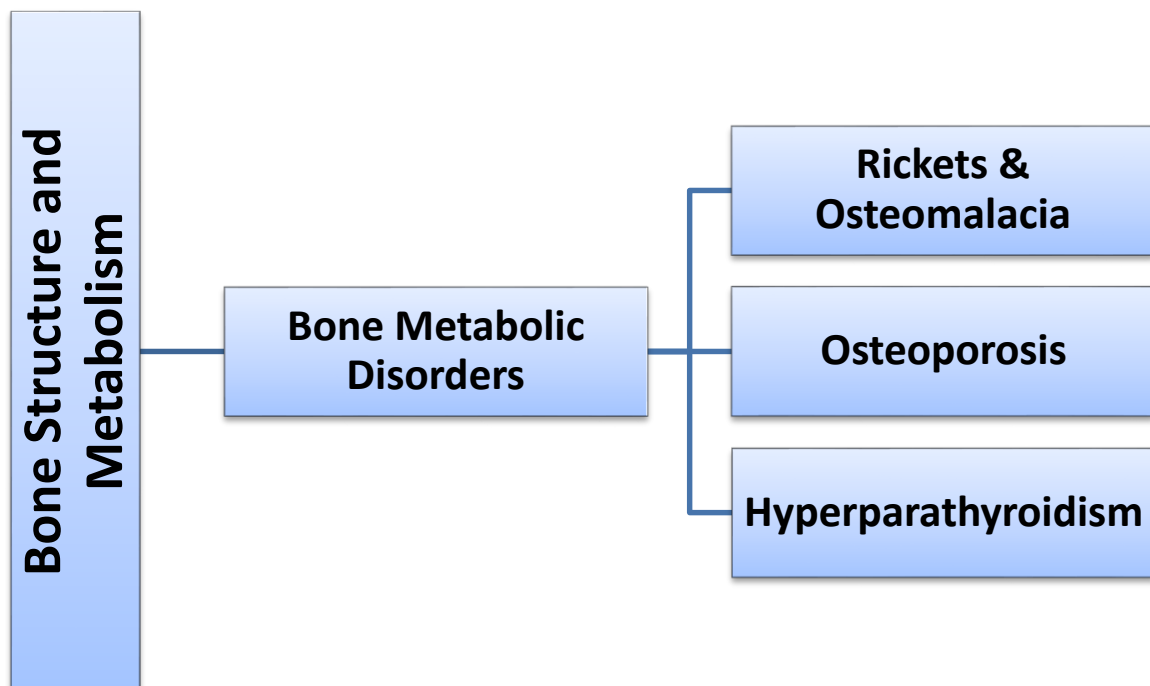 Bone Structure and
Metabolism
Bone Metabolic
Disorders
Rickets &
Osteomalacia
Osteoporosis
Hyperparathyroidism